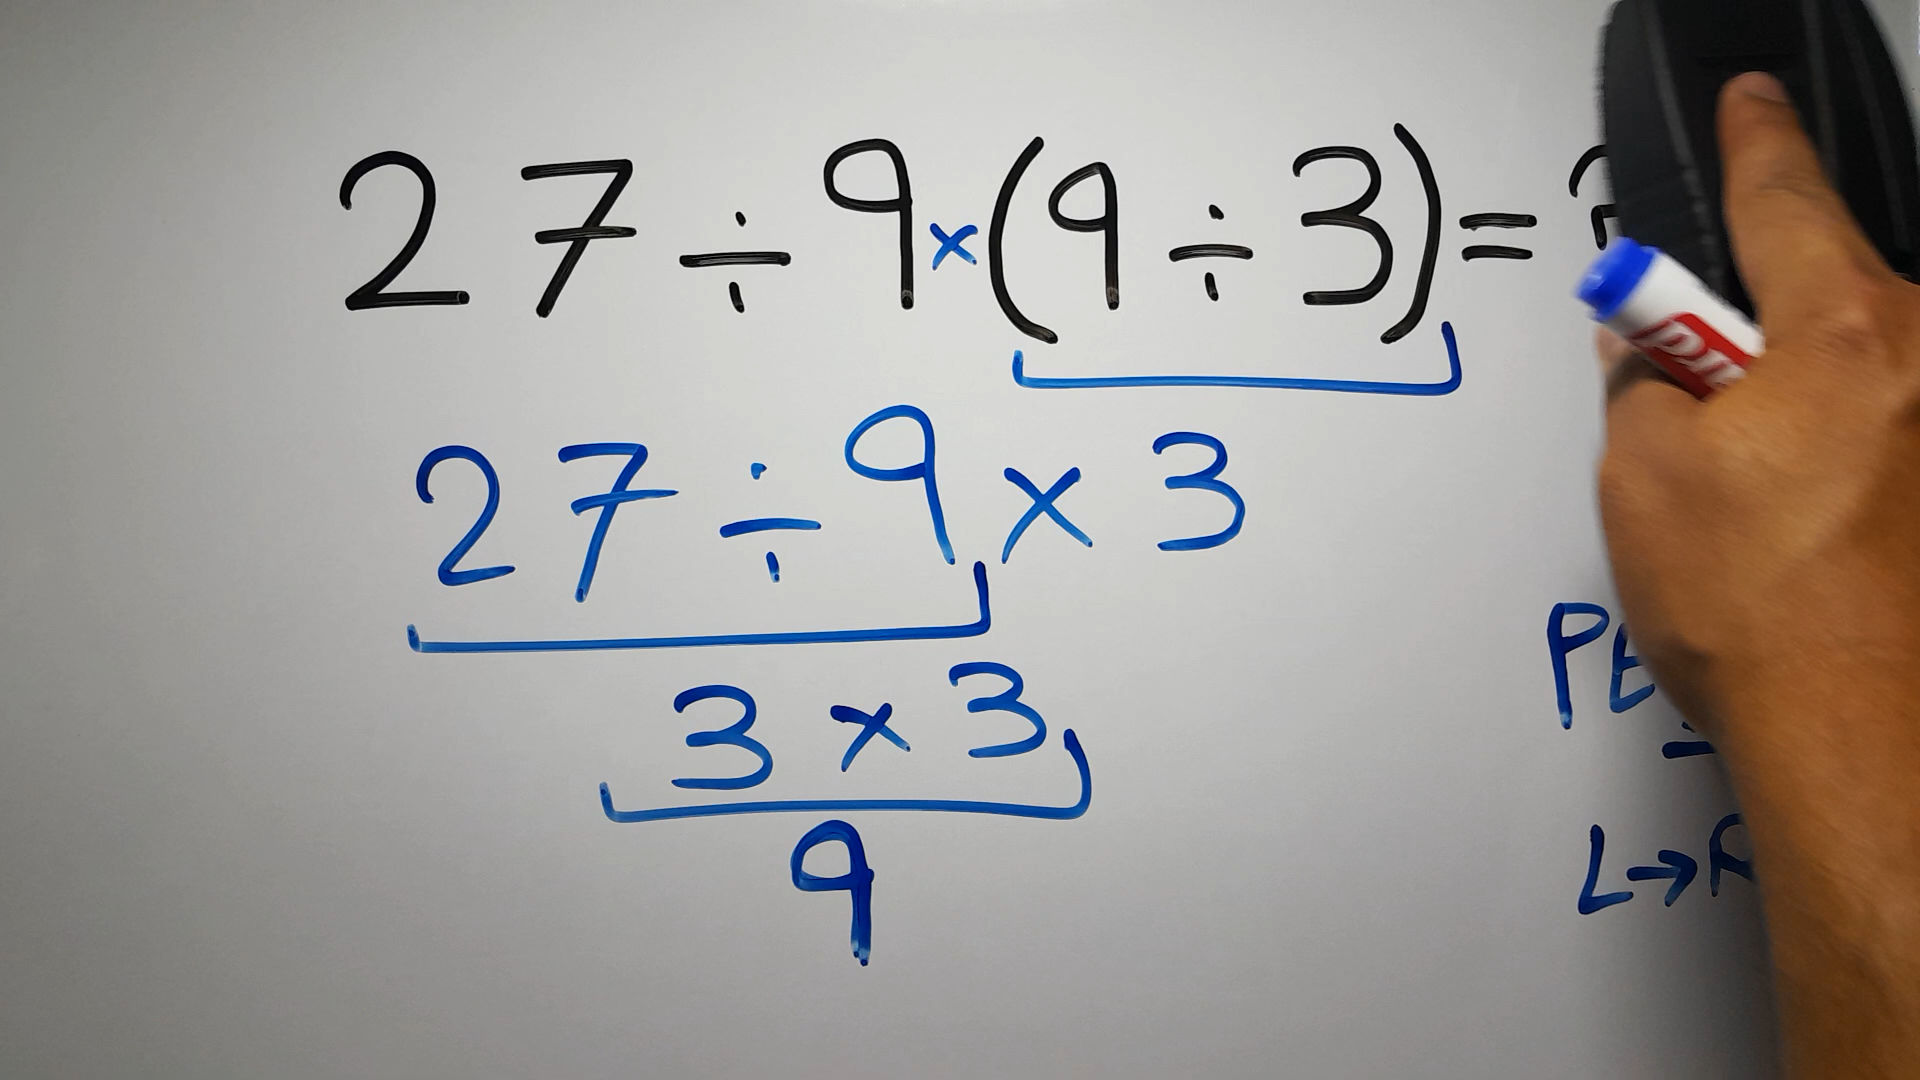 27 ÷ 9 × (9 ÷ 3) = ?
27 ÷ 9 × 3
3 × 3
9
PE
L→R